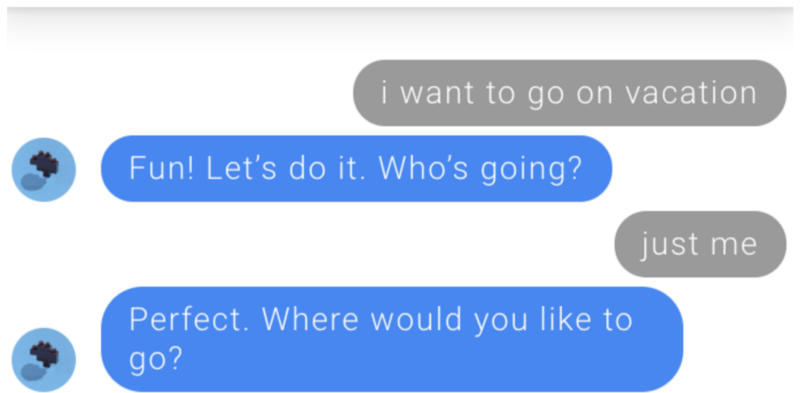 i want to go on vacation
Fun! Let’s do it. Who’s going?
just me
Perfect. Where would you like to
go?